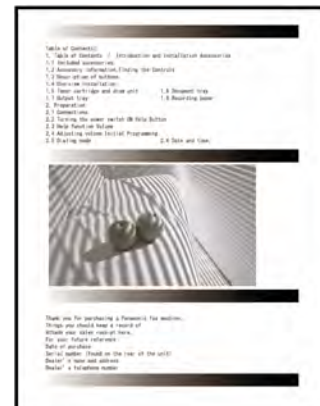 Table of Contents:
1. Table of Contents / Introduction and Installation Accessories
1.1 Included accessories.
1.2 Accessory information,Finding the Controls
1.3 Description of buttons.
1.4 Overview Installation:
1.5 Toner cartridge and drum unit 1.6 Document tray
1.7 Output tray 1.8 Recording paper
2. Preparation
2.1 Connections.
2.2 Turning the power switch ON Help Button
2.3 Help Function Volume
2.4 Adjusting volume Initial Programming
2.5 Dialing mode 2.6 Date and time.
Thank you for purchasing a Panasonic fax machine.
Things you should keep a record of
Attach your sales receipt here.
For your future reference
Date of purchase
Serial number (found on the rear of the unit)
Dealer's name and address
Dealer's telephone number